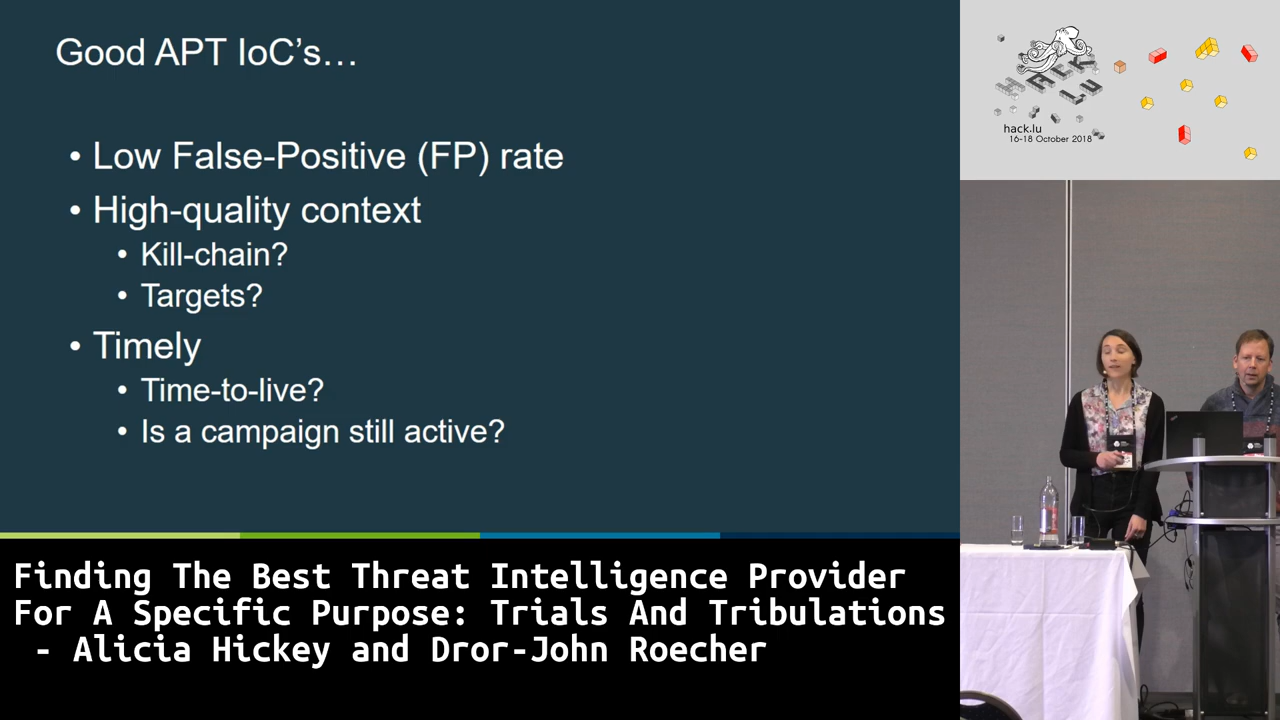 Good APT IoC's…
• Low False-Positive (FP) rate
• High-quality context
• Kill-chain?
• Targets?
• Timely
• Time-to-live?
• Is a campaign still active?
HACK
LU
hack.lu
16-18 October 2018
Finding The Best Threat Intelligence Provider
For A Specific Purpose: Trials And Tribulations
- Alicia Hickey and Dror-John Roecher